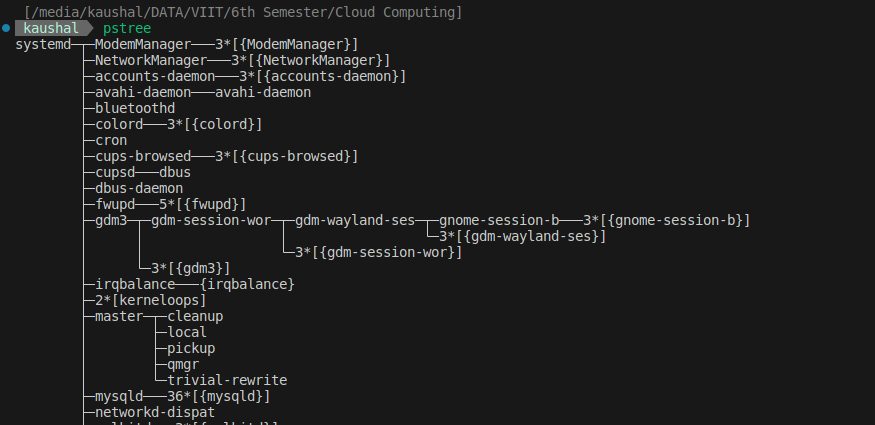 [/media/kaushal/DATA/VIIT/6th Semester/Cloud Computing]
kaushal pstree
systemd─┬─ModemManager───3*[{ModemManager}]
├─NetworkManager───3*[{NetworkManager}]
├─accounts-daemon───3*[{accounts-daemon}]
├─avahi-daemon───avahi-daemon
├─bluetoothd
├─colord───3*[{colord}]
├─cron
├─cups-browsed───3*[{cups-browsed}]
├─cupsd───dbus
├─dbus-daemon
├─fwupd───5*[{fwupd}]
├─gdm3─┬─gdm-session-wor─┬─gdm-wayland-ses─┬─gnome-session-b───3*[{gnome-session-b}]
└─3*[{gdm-wayland-ses}]
└─3*[{gdm-session-wor}]
└─3*[{gdm3}]
├─irqbalance───{irqbalance}
├─2*[kerneloops]
├─master─┬─cleanup
├─local
├─pickup
├─qmgr
└─trivial-rewrite
├─mysqld───36*[{mysqld}]
├─networkd-dispat